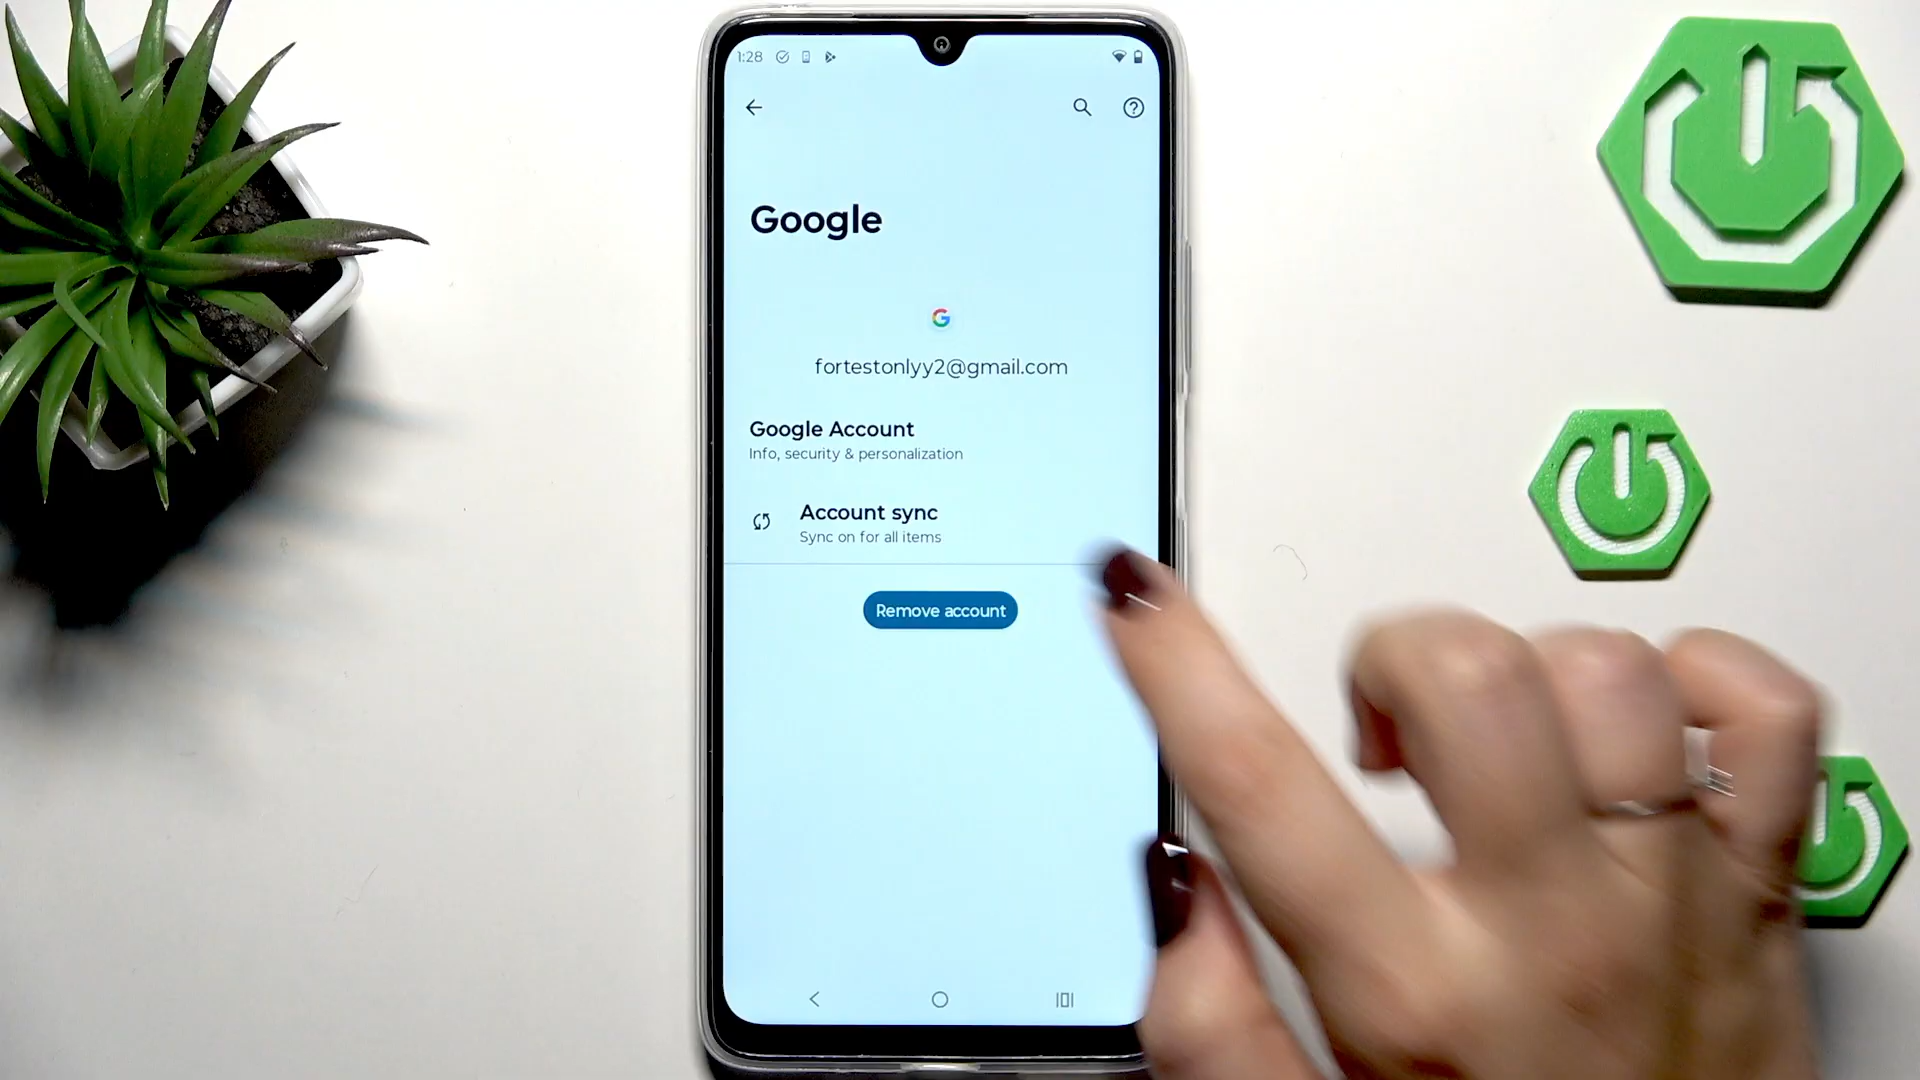 1:28
Google
G
fortestonlyy2@gmail.com
Google Account
Info, security & personalization
Account sync
Sync on for all items
Remove account